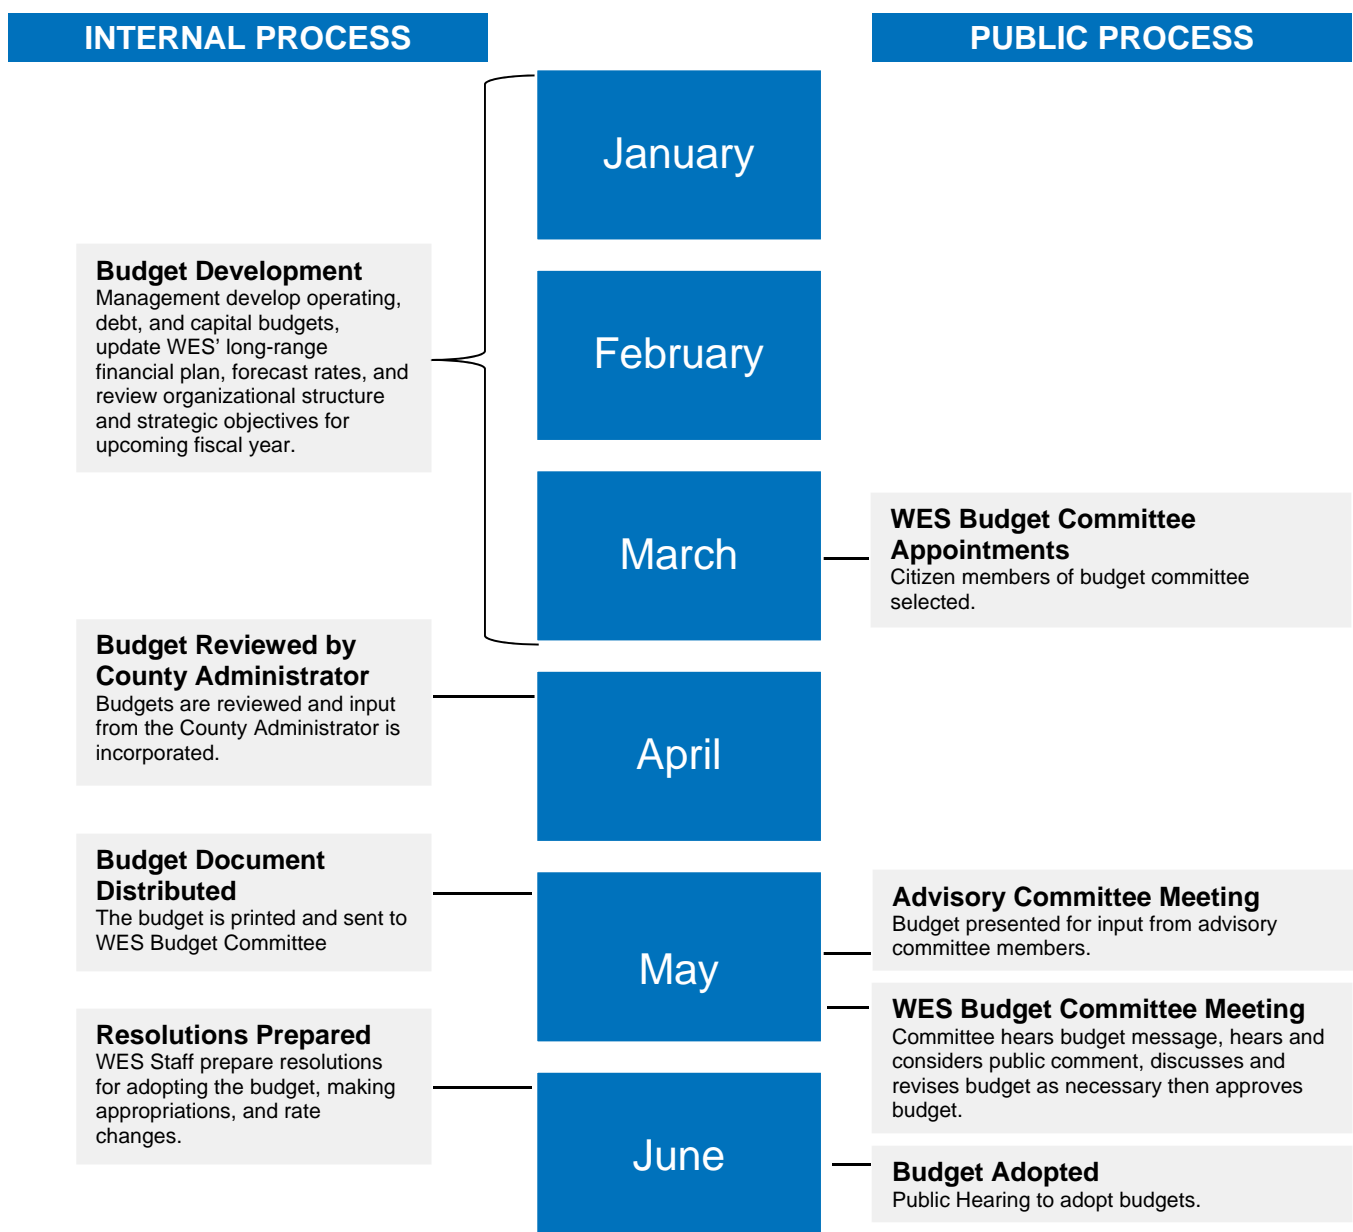 INTERNAL PROCESS
PUBLIC PROCESS
January
Budget Development
Management develop operating,
debt, and capital budgets,
update WES’ long-range
financial plan, forecast rates, and
review organizational structure
and strategic objectives for
upcoming fiscal year.
February
March
WES Budget Committee
Appointments
Citizen members of budget committee
selected.
Budget Reviewed by
County Administrator
Budgets are reviewed and input
from the County Administrator is
incorporated.
April
Budget Document
Distributed
The budget is printed and sent to
WES Budget Committee
May
Advisory Committee Meeting
Budget presented for input from advisory
committee members.
WES Budget Committee Meeting
Committee hears budget message, hears and
considers public comment, discusses and
revises budget as necessary then approves
budget.
Resolutions Prepared
WES Staff prepare resolutions
for adopting the budget, making
appropriations, and rate
changes.
June
Budget Adopted
Public Hearing to adopt budgets.